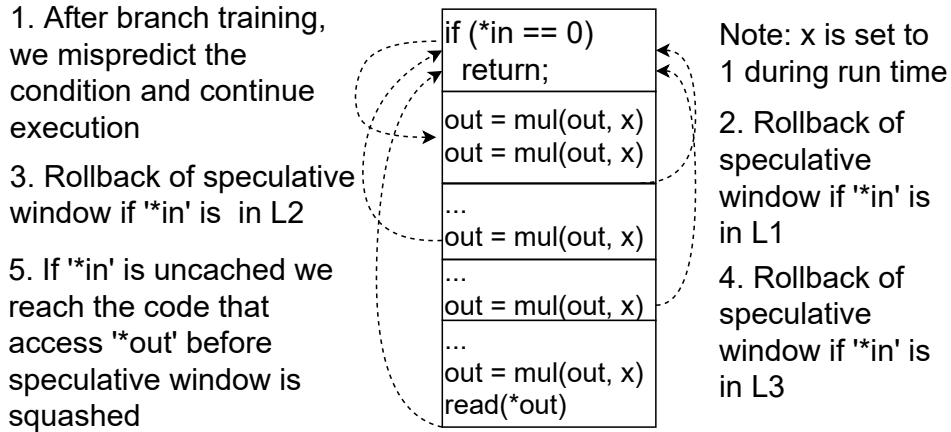 1. After branch training,
we mispredict the
condition and continue
execution
3. Rollback of speculative
window if '*in' is in L2
5. If '*in' is uncached we
reach the code that
access '*out' before
speculative window is
squashed
if (*in == 0)
return;
out = mul(out, x)
out = mul(out, x)
...
out = mul(out, x)
...
out = mul(out, x)
...
out = mul(out, x)
read(*out)
Note: x is set to
1 during run time
2. Rollback of
speculative
window if '*in' is
in L1
4. Rollback of
speculative
window if '*in' is
in L3